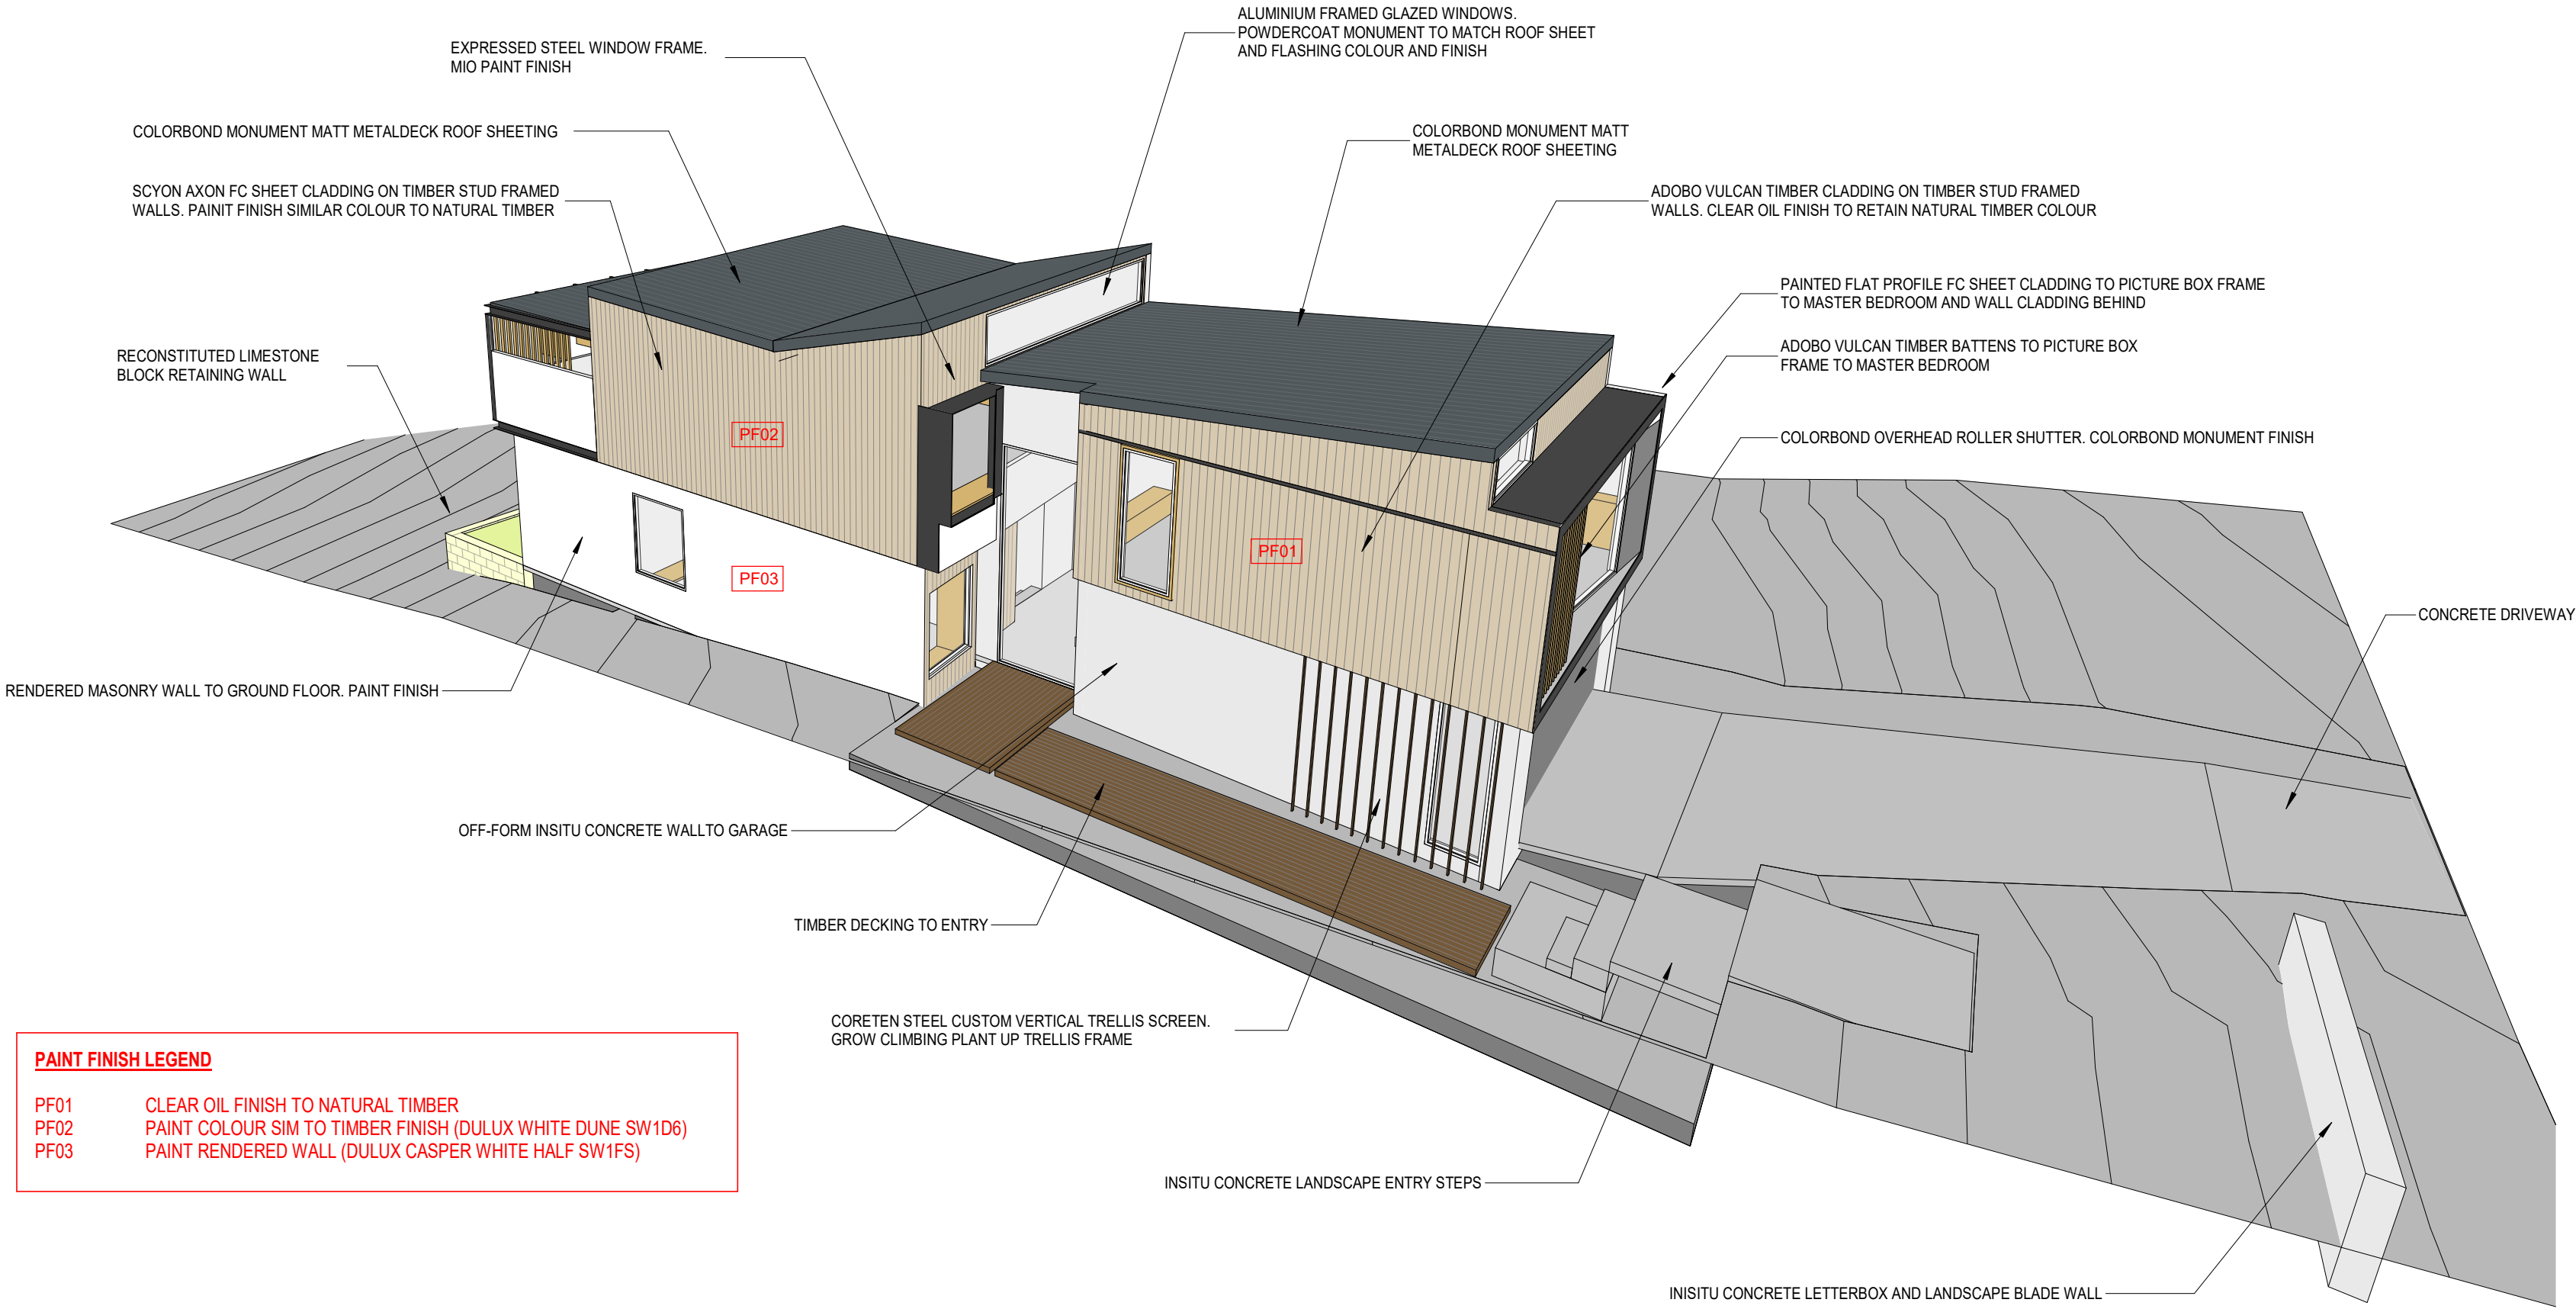 ALUMINIUM FRAMED GLAZED WINDOWS.
POWDERCOAT MONUMENT TO MATCH ROOF SHEET
AND FLASHING COLOUR AND FINISH
EXPRESSED STEEL WINDOW FRAME.
MIO PAINT FINISH
COLORBOND MONUMENT MATT METALDECK ROOF SHEETING
COLORBOND MONUMENT MATT
METALDECK ROOF SHEETING
SCYON AXON FC SHEET CLADDING ON TIMBER STUD FRAMED
WALLS. PAINIT FINISH SIMILAR COLOUR TO NATURAL TIMBER
ADOBO VULCAN TIMBER CLADDING ON TIMBER STUD FRAMED
WALLS. CLEAR OIL FINISH TO RETAIN NATURAL TIMBER COLOUR
PAINTED FLAT PROFILE FC SHEET CLADDING TO PICTURE BOX FRAME
TO MASTER BEDROOM AND WALL CLADDING BEHIND
RECONSTITUTED LIMESTONE
BLOCK RETAINING WALL
ADOBO VULCAN TIMBER BATTENS TO PICTURE BOX
FRAME TO MASTER BEDROOM
PF02
COLORBOND OVERHEAD ROLLER SHUTTER. COLORBOND MONUMENT FINISH
PF01
PF03
CONCRETE DRIVEWAY
RENDERED MASONRY WALL TO GROUND FLOOR. PAINT FINISH
OFF-FORM INSITU CONCRETE WALLTO GARAGE
TIMBER DECKING TO ENTRY
CORETEN STEEL CUSTOM VERTICAL TRELLIS SCREEN.
GROW CLIMBING PLANT UP TRELLIS FRAME
PAINT FINISH LEGEND
PF01 CLEAR OIL FINISH TO NATURAL TIMBER
PF02 PAINT COLOUR SIM TO TIMBER FINISH (DULUX WHITE DUNE SW1D6)
PF03 PAINT RENDERED WALL (DULUX CASPER WHITE HALF SW1FS)
INSITU CONCRETE LANDSCAPE ENTRY STEPS
INISITU CONCRETE LETTERBOX AND LANDSCAPE BLADE WALL